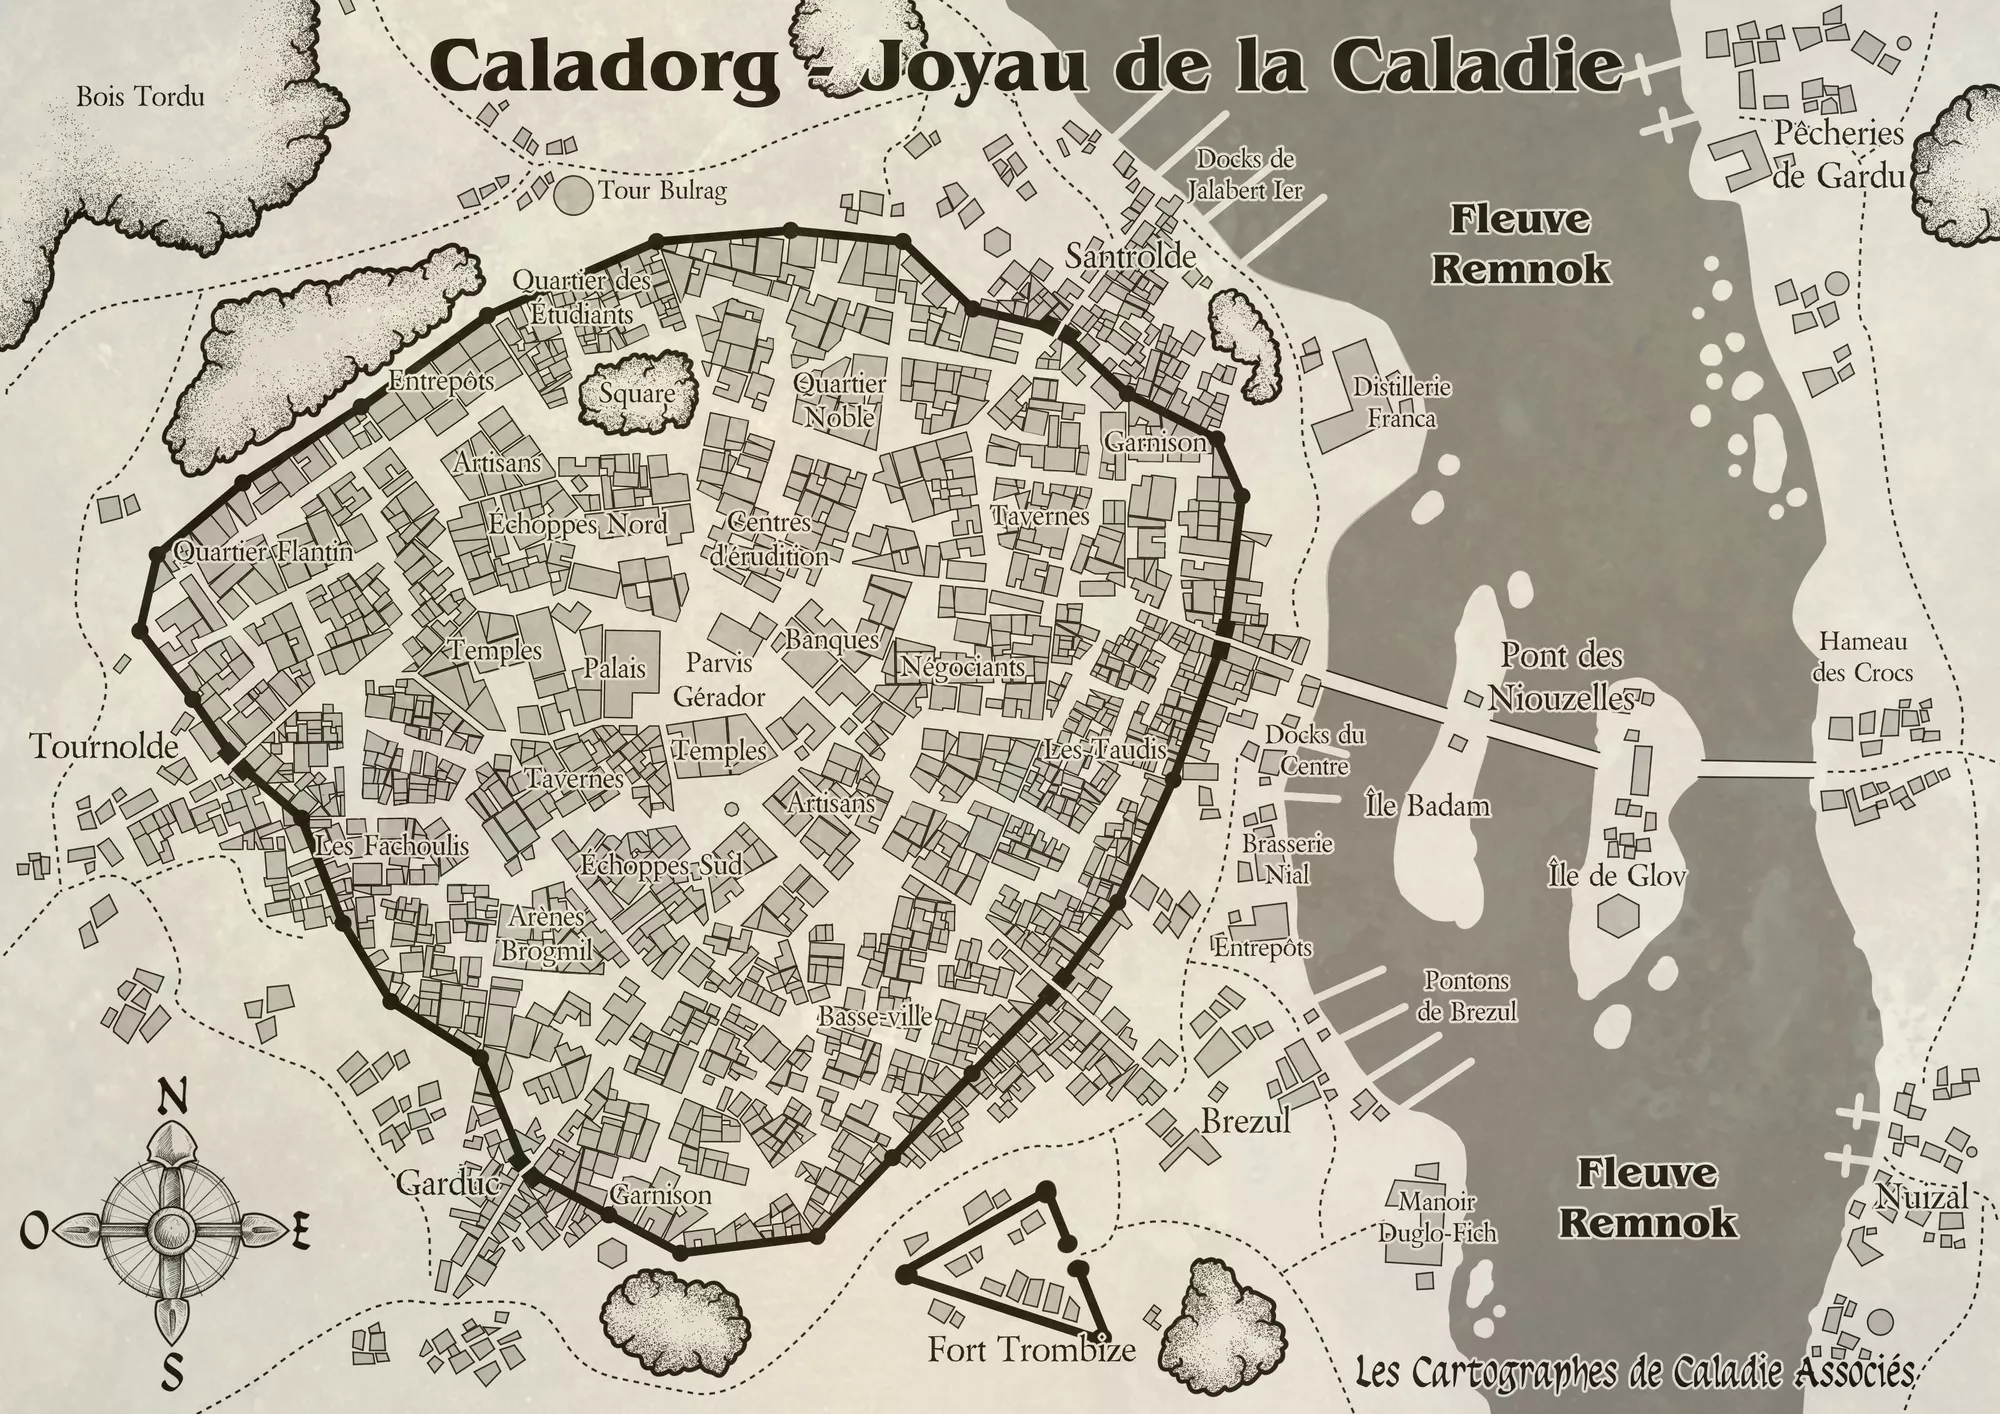 Caladorg - Joyau de la Caladie
Bois Tordu
Pêcheries
de Gardu
Docks de
Jalabert Ier
Tour Bulrag
Fleuve
Remnok
Santrolde
Quartier des
Étudiants
Entrepôts
Square
Quartier
Noble
Distillerie
Franca
Garnison
Artisans
Échoppes Nord
Centres
d'érudition
Tavernes
Quartier Flantin
Temples
Palais
Parvis
Gérador
Banques
Négociants
Pont des
Niouzelles
Hameau
des Crocs
Tournolde
Tavernes
Temples
Les Taudis
Docks du
Centre
Artisans
Île Badam
Les Fachoulis
Échoppes Sud
Brasserie
Nial
Île de Glov
Arènes
Brogmil
Entrepôts
Pontons
de Brezul
Basse-ville
N
O
E
S
Brezul
Garduc
Garnison
Manoir
Duglo-Fich
Fleuve
Remnok
Nuizal
Fort Trombize
Les Cartographes de Caladie Associés